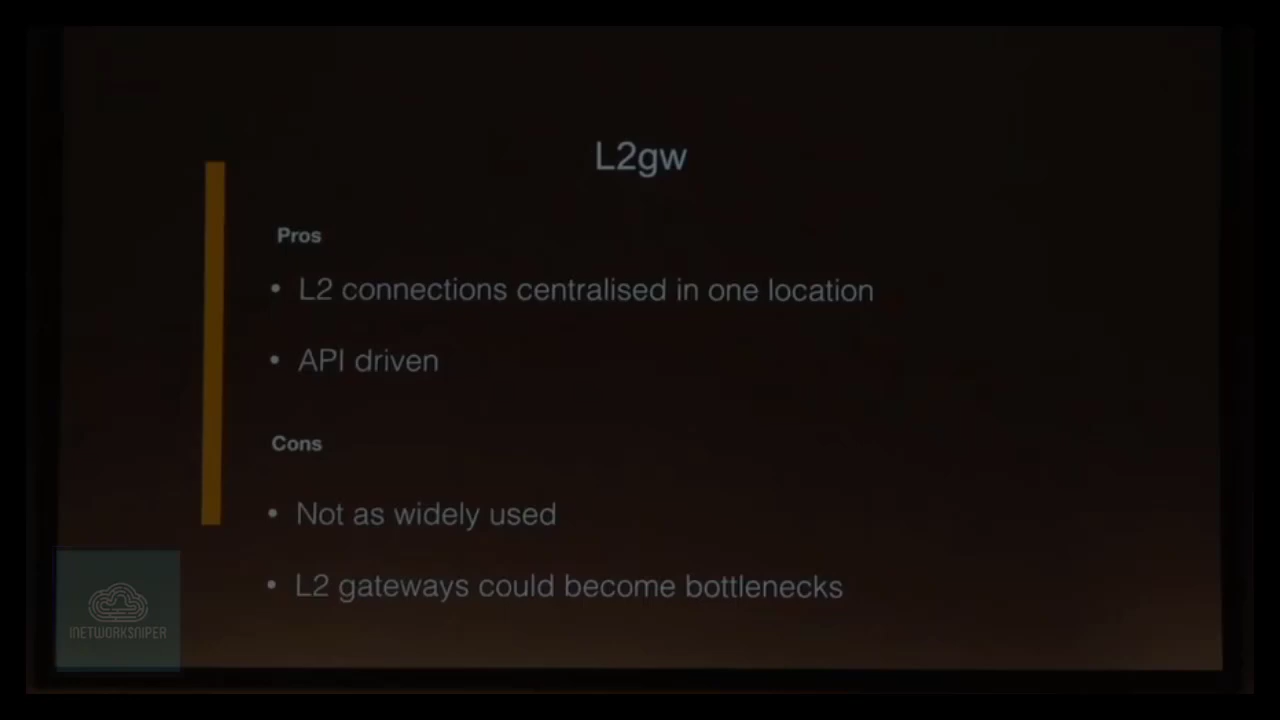 L2gw
Pros
• L2 connections centralised in one location
• API driven
Cons
• Not as widely used
• L2 gateways could become bottlenecks
INETWORKSNIPER